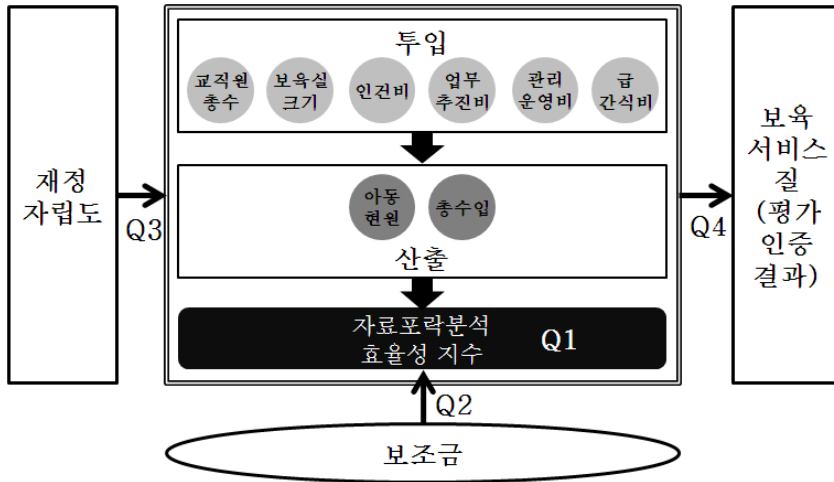 투입
교직원
총수
보육실
크기
인건비
업무
추진비
관리
운영비
급
간식비
재정
자립도
Q3
아동
현원
총수입
산출
자료포락분석
효율성 지수
Q1
Q2
보조금
Q4
보육
서비스
질
(평가
인증
결과)